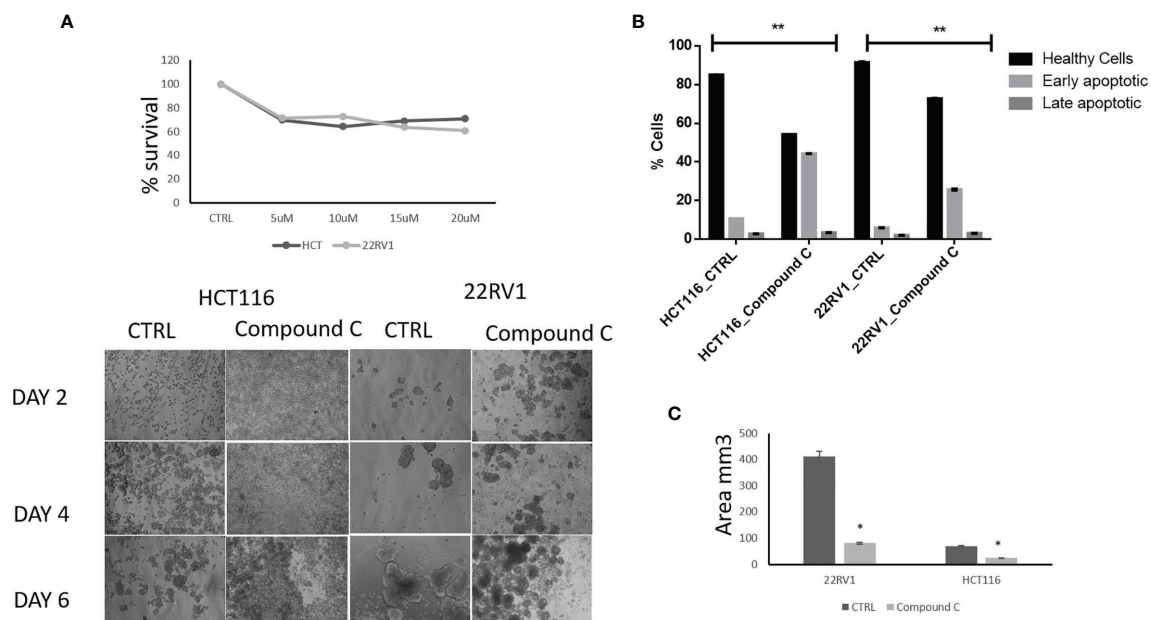 A
120
100
80
60
40
20
0
% survival
CTRL 5uM 10uM 15uM 20uM
HCT 22RV1
HCT116 22RV1
CTRL Compound C CTRL Compound C
DAY 2
DAY 4
DAY 6
B
** **
100
80
60
40
20
0
% Cells
Healthy Cells
Early apoptotic
Late apoptotic
HCT116_CTRL
HCT116_Compound C
22RV1_CTRL
22RV1_Compound C
C
500
400
300
200
100
0
Area mm3
* *
22RV1 HCT116
CTRL Compound C